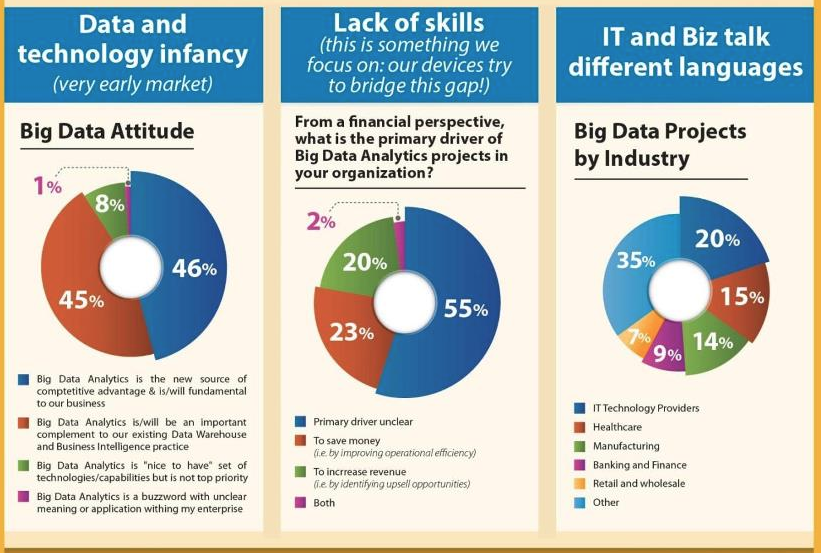 Data and
technology infancy
(very early market)
Big Data Attitude
1%
8%
46%
45%
Big Data Analytics is the new source of
comptetitive advantage & is/will fundamental
to our business
Big Data Analytics is/will be an important
complement to our existing Data Warehouse
and Business Intelligence practice
Big Data Analytics is "nice to have" set of
technologies/capabilities but is not top priority
Big Data Analytics is a buzzword with unclear
meaning or application withing my enterprise
Lack of skills
(this is something we
focus on: our devices try
to bridge this gap!)
From a financial perspective,
what is the primary driver of
Big Data Analytics projects in
your organization?
2%
20%
55%
23%
Primary driver unclear
To save money
(i.e. by improving operational efficiency)
To incrrease revenue
(i.e. by identifying upsell opportunities)
Both
IT and Biz talk
different languages
Big Data Projects
by Industry
20%
35%
15%
14%
7%
9%
IT Technology Providers
Healthcare
Manufacturing
Banking and Finance
Retail and wholesale
Other